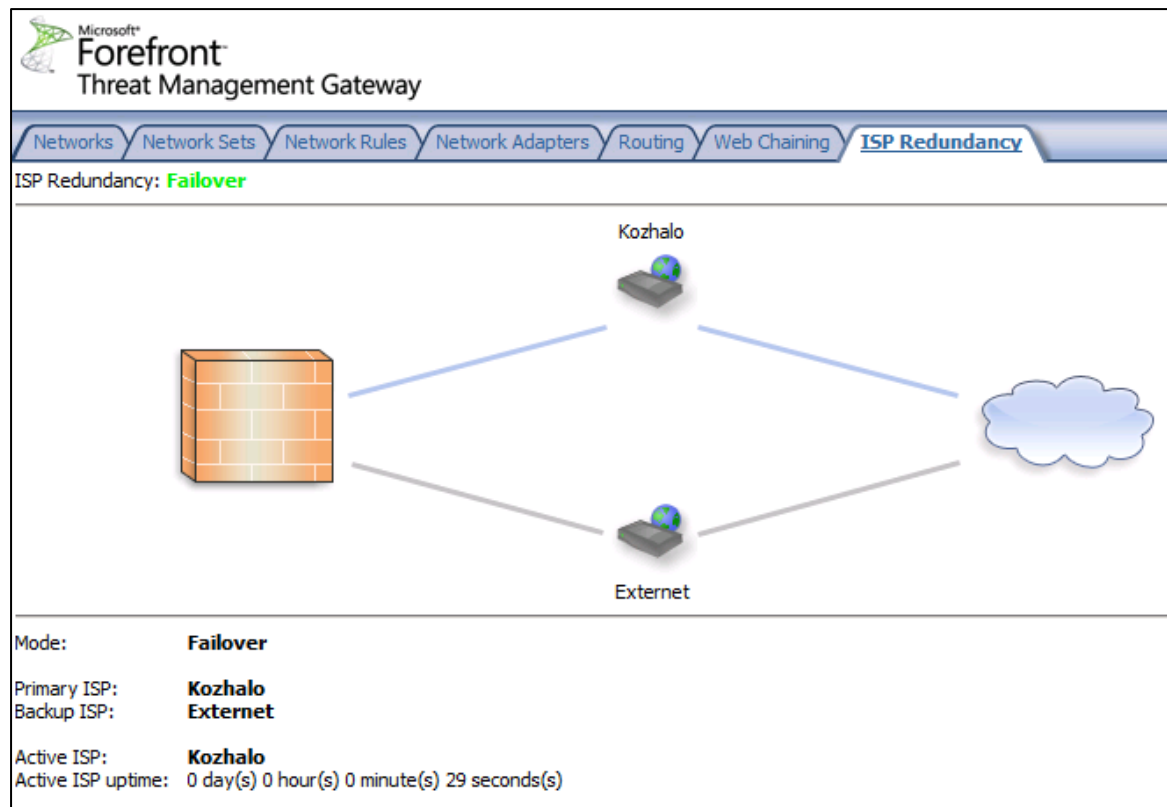 Microsoft®
Forefront™
Threat Management Gateway
Networks Network Sets Network Rules Network Adapters Routing Web Chaining ISP Redundancy
ISP Redundancy: Failover
Kozhalo
Externet
Mode: Failover
Primary ISP: Kozhalo
Backup ISP: Externet
Active ISP: Kozhalo
Active ISP uptime: 0 day(s) 0 hour(s) 0 minute(s) 29 seconds(s)